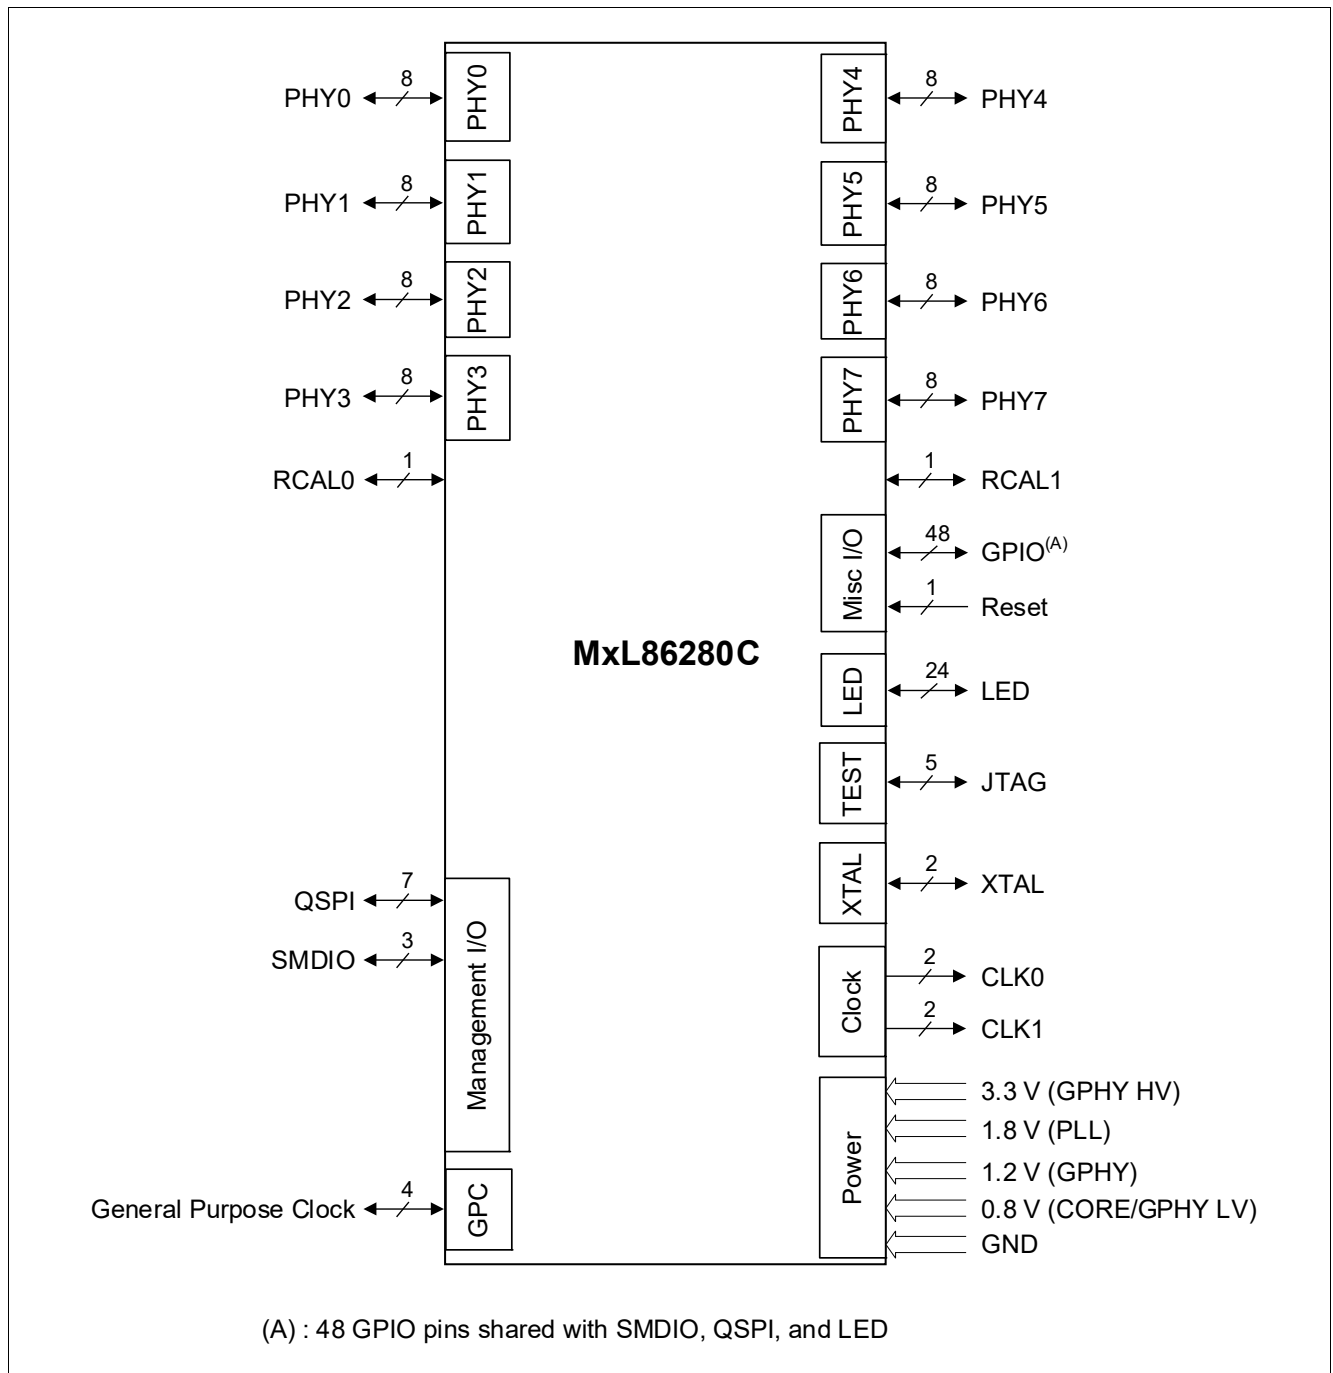 PHY0 8 PHY0 PHY4 8 PHY4
PHY1 8 PHY1 PHY5 8 PHY5
PHY2 8 PHY2 PHY6 8 PHY6
PHY3 8 PHY3 PHY7 8 PHY7
RCAL0 1 1 RCAL1
Misc I/O
48 GPIO(A)
1 Reset
MxL86280C
LED 24 LED
TEST 5 JTAG
XTAL 2 XTAL
QSPI 7
SMDIO 3
Management I/O
Clock
2 CLK0
2 CLK1
Power
3.3 V (GPHY HV)
1.8 V (PLL)
1.2 V (GPHY)
0.8 V (CORE/GPHY LV)
GND
General Purpose Clock 4 GPC
(A) : 48 GPIO pins shared with SMDIO, QSPI, and LED